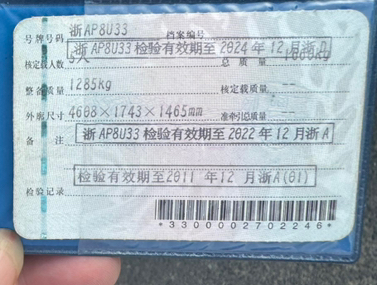 号牌号码 浙AP8U33 档案编号
浙AP8U33检验有效期至2024年12月浙A
核定载人数 5人 总质量
整备质量 1285kg 核定载质量 --
外廓尺寸 4608×1743×1465mm 准牵引总质量 --
备注 浙AP8U33检验有效期至2022年12月浙A
检验有效期至2011年12月浙A(01)
检验记录
*3300002702246*